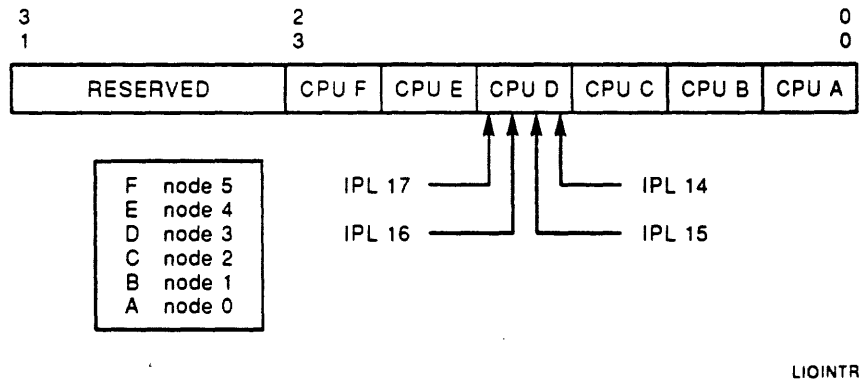 3 2 0
1 3 0
RESERVED CPU F CPU E CPU D CPU C CPU B CPU A
IPL 17 IPL 14
IPL 16 IPL 15
F node 5
E node 4
D node 3
C node 2
B node 1
A node 0
LIOINTR